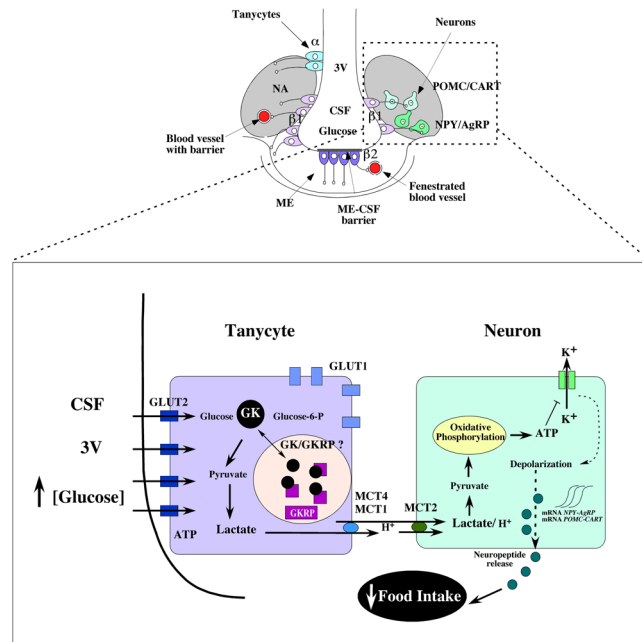 Tanycytes
α
3V
Neurons
NA
POMC/CART
CSF
β1
β1
Glucose
NPY/AgRP
Blood vessel
with barrier
β2
ME
Fenestrated
blood vessel
ME-CSF
barrier
Tanycyte
Neuron
K+
GLUT1
CSF
GLUT2
Glucose
GK
Glucose-6-P
K+
Oxidative
Phosphorylation
ATP
3V
GK/GKRP ?
Depolarization
Pyruvate
Pyruvate
[Glucose]
MCT4
MCT1
MCT2
mRNA NPY-AgRP
mRNA POMC-CART
GKRP
ATP
Lactate
H+
Lactate/ H+
Neuropeptide
release
Food Intake